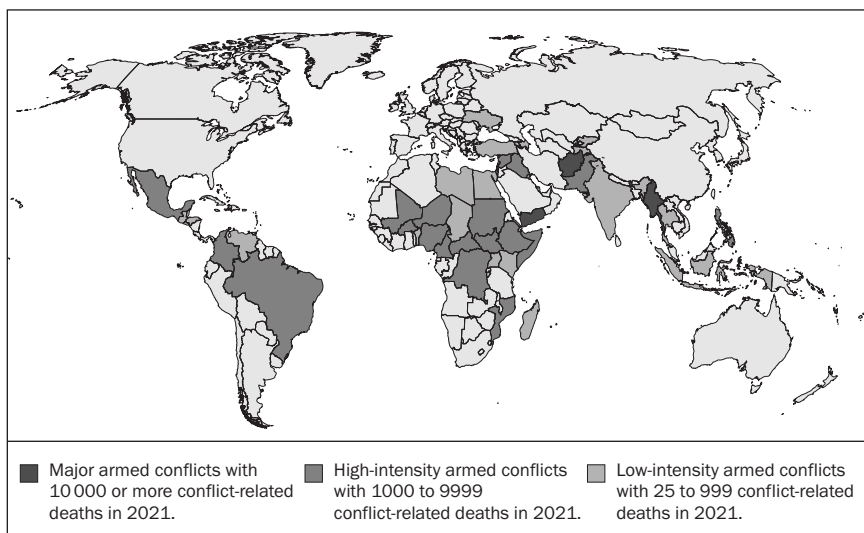 Major armed conflicts with
10 000 or more conflict-related
deaths in 2021.
High-intensity armed conflicts
with 1000 to 9999
conflict-related deaths in 2021.
Low-intensity armed conflicts
with 25 to 999 conflict-related
deaths in 2021.